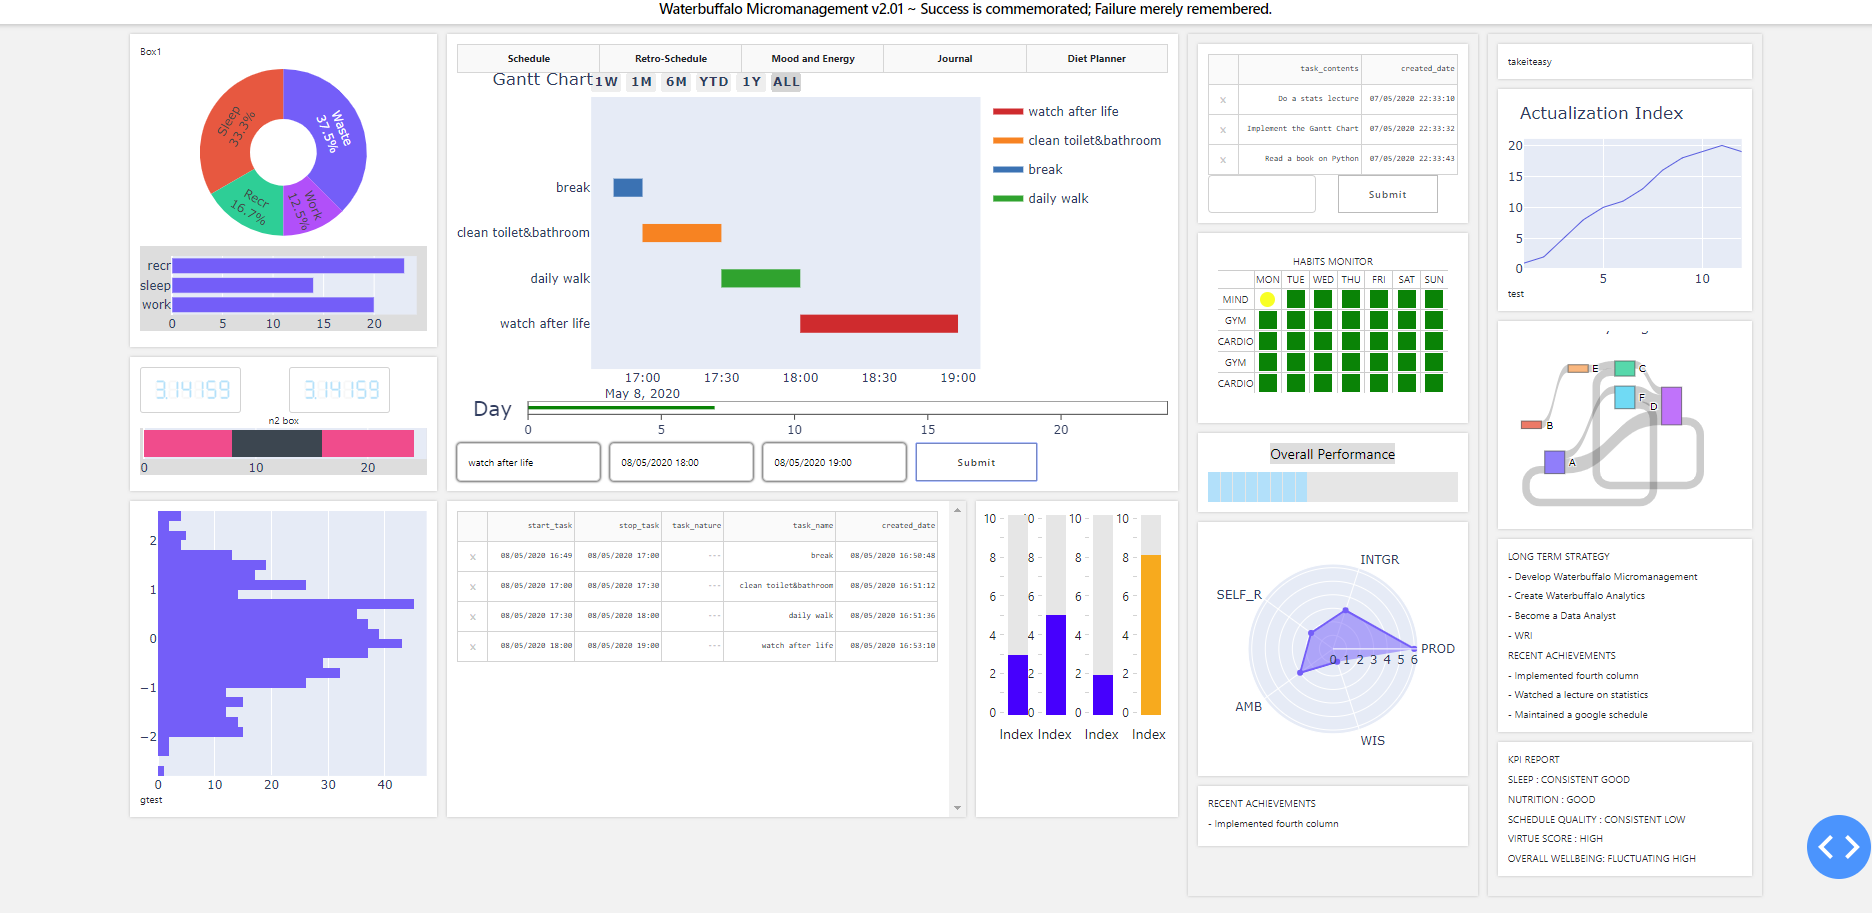 Waterbuffalo Micromanagement v2.01 ~ Success is commemorated; Failure merely remembered.
Box1
Sleep
33.3%
Waste
37.5%
Recr
16.7%
Work
12.5%
recr
sleep
work
0 5 10 15 20
3.14159
3.14159
n2 box
0 10 20
2
1
0
−1
−2
0 10 20 30 40
gtest
Schedule Retro-Schedule Mood and Energy Journal Diet Planner
Gantt Chart 1W 1M 6M YTD 1Y ALL
watch after life
clean toilet&bathroom
break
daily walk
break
clean toilet&bathroom
daily walk
watch after life
17:00 17:30 18:00 18:30 19:00
May 8, 2020
Day
0 5 10 15 20
watch after life 08/05/2020 18:00 08/05/2020 19:00 Submit
start_task stop_task task_nature task_name created_date
x 08/05/2020 16:49 08/05/2020 17:00 --- break 08/05/2020 16:50:48
x 08/05/2020 17:00 08/05/2020 17:30 --- clean toilet&bathroom 08/05/2020 16:51:12
x 08/05/2020 17:30 08/05/2020 18:00 --- daily walk 08/05/2020 16:51:36
x 08/05/2020 18:00 08/05/2020 19:00 --- watch after life 08/05/2020 16:53:10
10 10 10
8 8 8 8
6 6 6 6
4 4 4 4
2 2 2 2
0 0 0 0
Index Index Index Index
task_contents created_date
x Do a stats lecture 07/05/2020 22:33:10
x Implement the Gantt Chart 07/05/2020 22:33:32
x Read a book on Python 07/05/2020 22:33:43
Submit
HABITS MONITOR
MON TUE WED THU FRI SAT SUN
MIND
GYM
CARDIO
GYM
CARDIO
Overall Performance
INTGR
SELF_R
PROD
0 1 2 3 4 5 6
AMB
WIS
RECENT ACHIEVEMENTS
- Implemented fourth column
takeiteasy
Actualization Index
20
15
10
5
0
5 10
test
E
C
F
D
B
A
LONG TERM STRATEGY
- Develop Waterbuffalo Micromanagement
- Create Waterbuffalo Analytics
- Become a Data Analyst
- WRI
RECENT ACHIEVEMENTS
- Implemented fourth column
- Watched a lecture on statistics
- Maintained a google schedule
KPI REPORT
SLEEP : CONSISTENT GOOD
NUTRITION : GOOD
SCHEDULE QUALITY : CONSISTENT LOW
VIRTUE SCORE : HIGH
OVERALL WELLBEING: FLUCTUATING HIGH